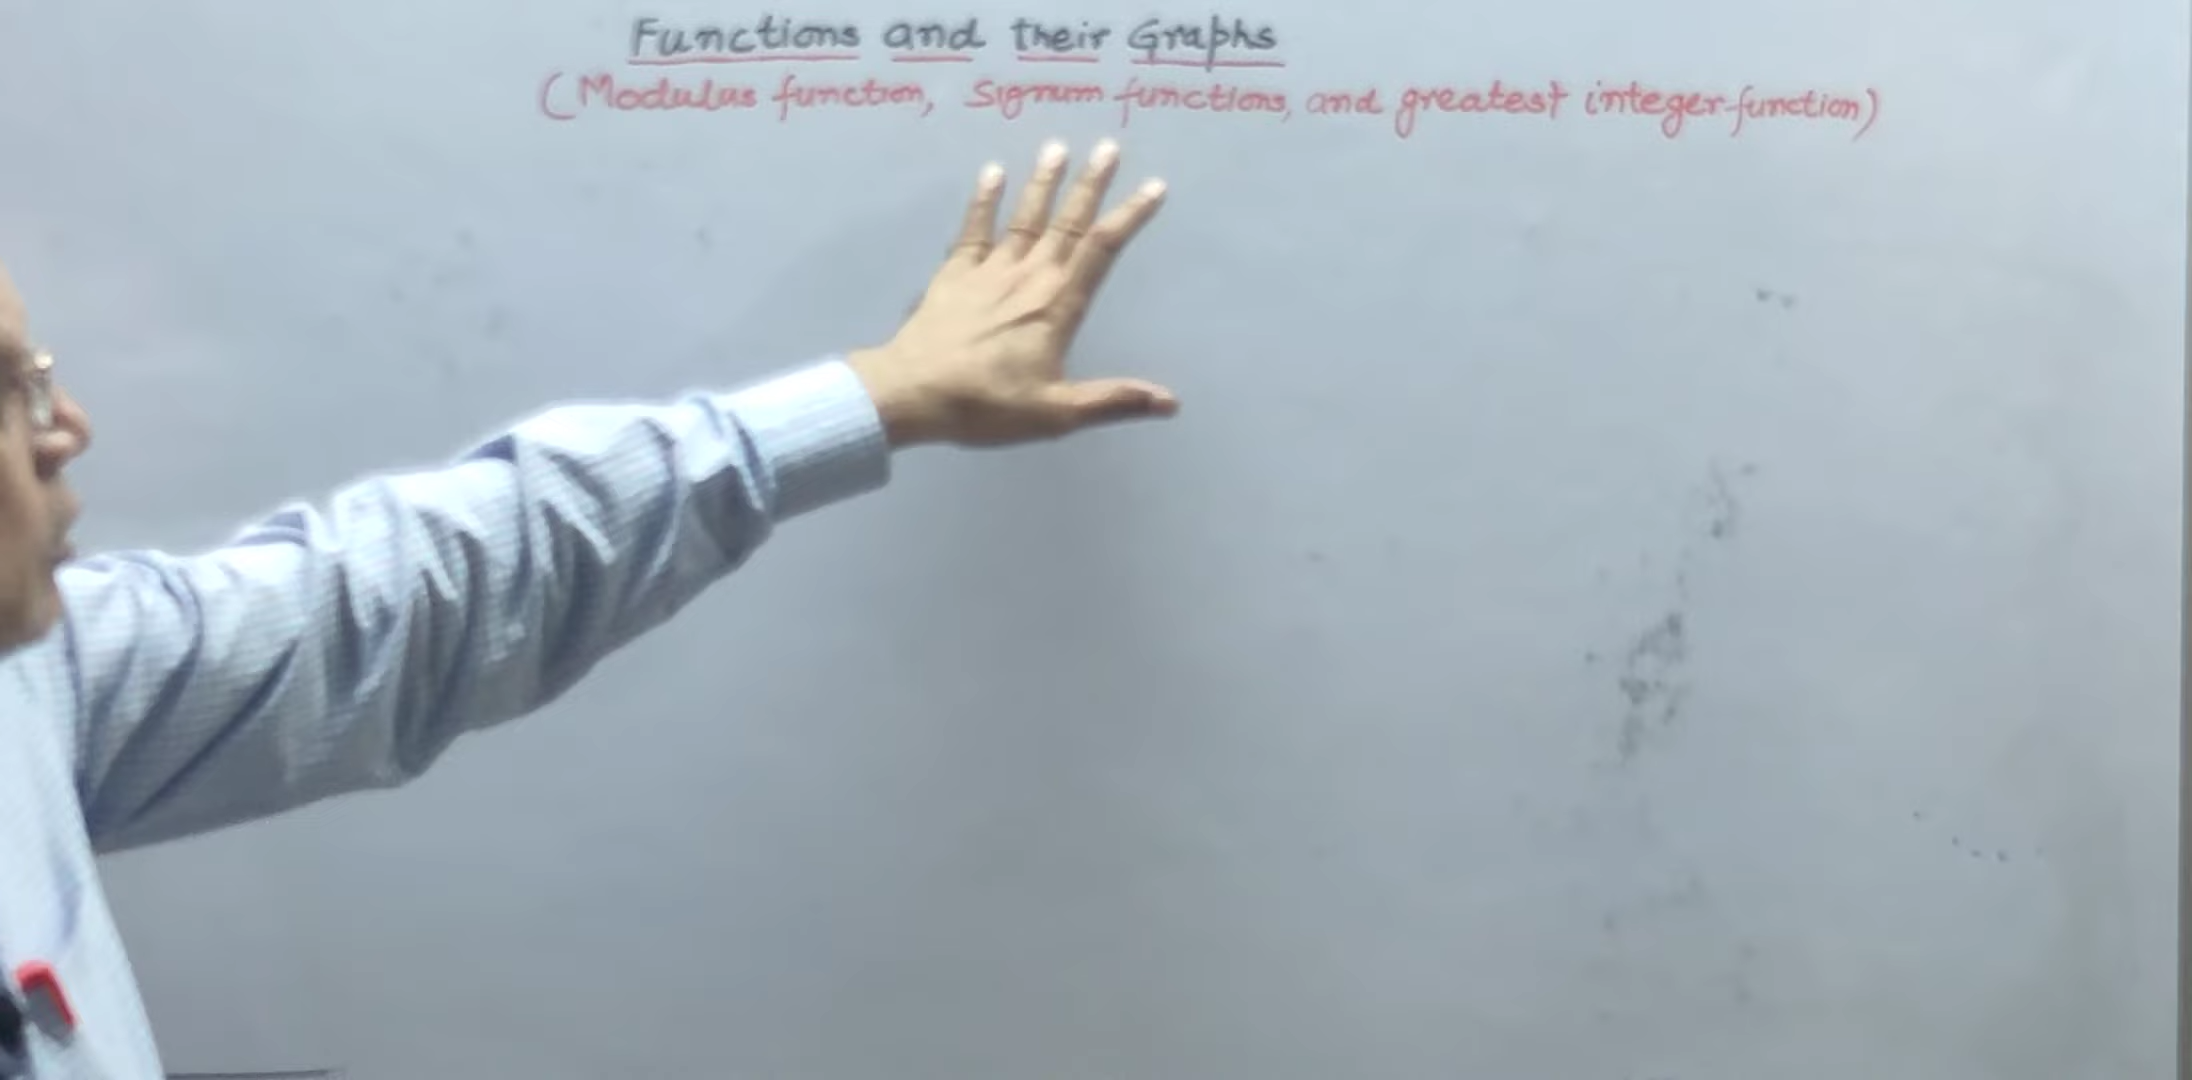 Functions and their Graphs
(Modulus function, Signum functions, and greatest integer function)